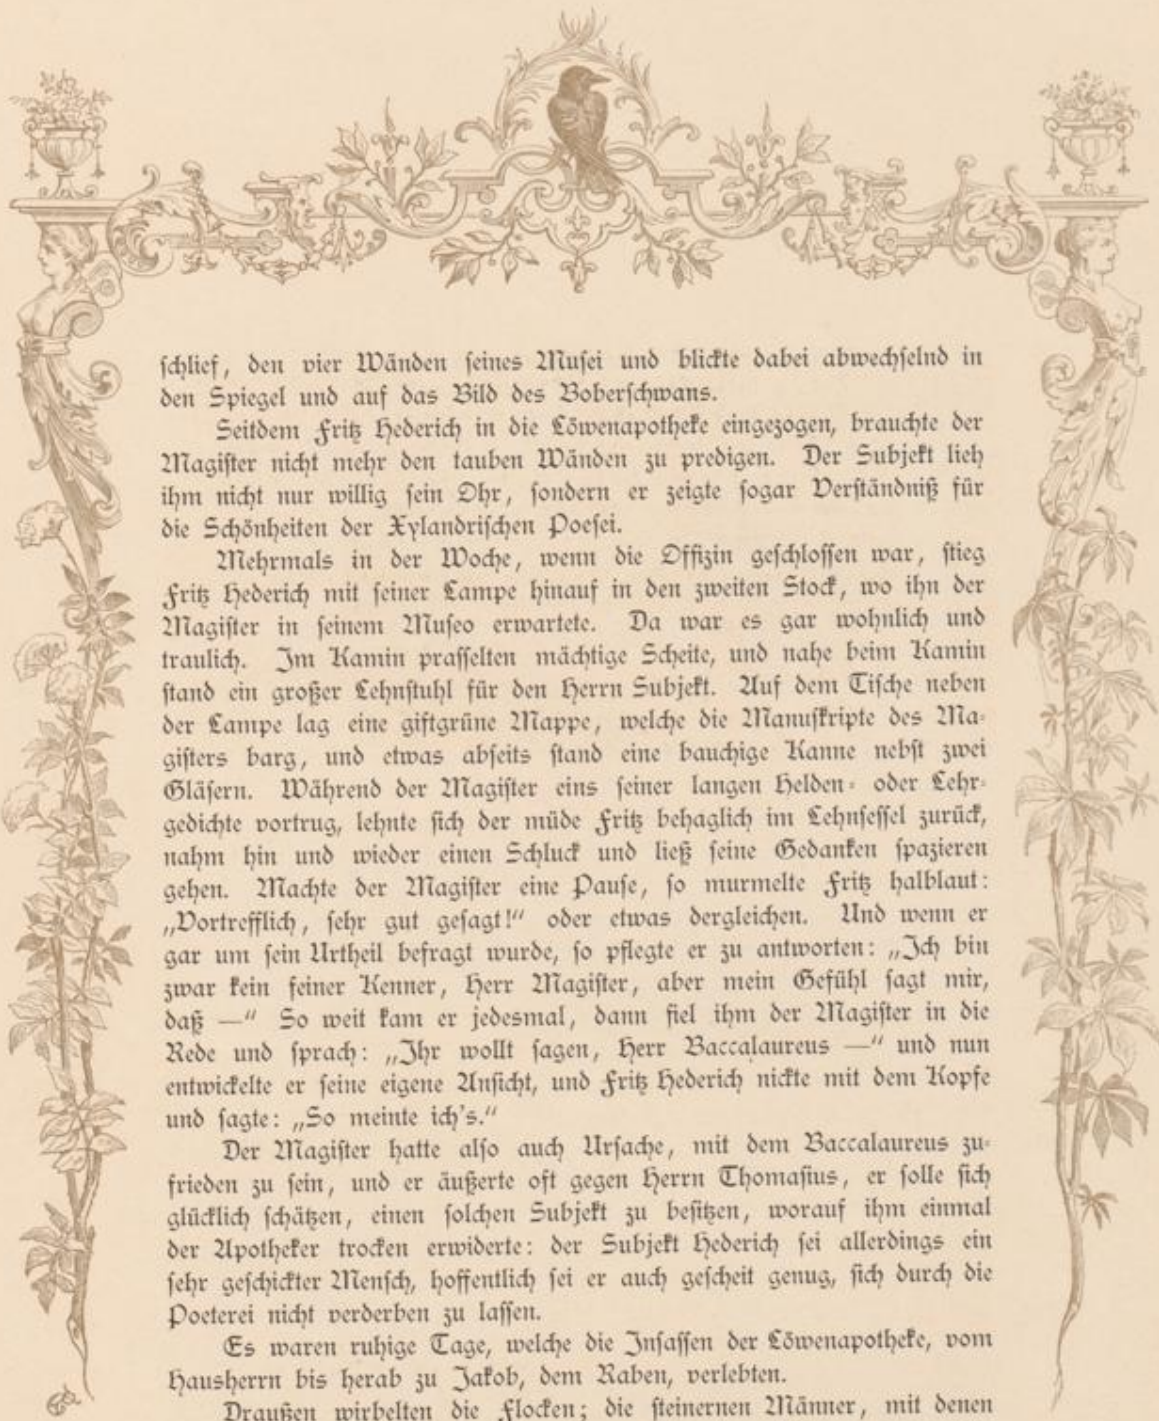 schlief, den vier Wänden seines Musei und blickte dabei abwechselnd in
den Spiegel und auf das Bild des Boberschwans.
Seitdem Fritz Hederich in die Löwenapotheke eingezogen, brauchte der
Magister nicht mehr den tauben Wänden zu predigen. Der Subjekt lieh
ihm nicht nur willig sein Ohr, sondern er zeigte sogar Verständniß für
die Schönheiten der Xylandrischen Poesei.
Mehrmals in der Woche, wenn die Offizin geschlossen war, stieg
Fritz Hederich mit seiner Lampe hinauf in den zweiten Stock, wo ihn der
Magister in seinem Museo erwartete. Da war es gar wohnlich und
traulich. Im Kamin prasselten mächtige Scheite, und nahe beim Kamin
stand ein großer Lehnstuhl für den Herrn Subjekt. Auf dem Tische neben
der Lampe lag eine giftgrüne Mappe, welche die Manuskripte des Ma-
gisters barg, und etwas abseits stand eine bauchige Kanne nebst zwei
Gläsern. Während der Magister eins seiner langen Helden- oder Lehr-
gedichte vortrug, lehnte sich der müde Fritz behaglich im Lehnsessel zurück,
nahm hin und wieder einen Schluck und ließ seine Gedanken spazieren
gehen. Machte der Magister eine Pause, so murmelte Fritz halblaut:
„Vortrefflich, sehr gut gesagt!“ oder etwas dergleichen. Und wenn er
gar um sein Urtheil befragt wurde, so pflegte er zu antworten: „Ich bin
zwar kein feiner Kenner, Herr Magister, aber mein Gefühl sagt mir,
daß —“ So weit kam er jedesmal, dann fiel ihm der Magister in die
Rede und sprach: „Ihr wollt sagen, Herr Baccalaureus —“ und nun
entwickelte er seine eigene Ansicht, und Fritz Hederich nickte mit dem Kopfe
und sagte: „So meinte ich's.“
Der Magister hatte also auch Ursache, mit dem Baccalaureus zu-
frieden zu sein, und er äußerte oft gegen Herrn Thomasius, er solle sich
glücklich schätzen, einen solchen Subjekt zu besitzen, worauf ihm einmal
der Apotheker trocken erwiderte: der Subjekt Hederich sei allerdings ein
sehr geschickter Mensch, hoffentlich sei er auch gescheit genug, sich durch die
Poeterei nicht verderben zu lassen.
Es waren ruhige Tage, welche die Insassen der Löwenapotheke, vom
Hausherrn bis herab zu Jakob, dem Raben, verlebten.
Draußen wirbelten die Flocken; die steinernen Männer, mit denen